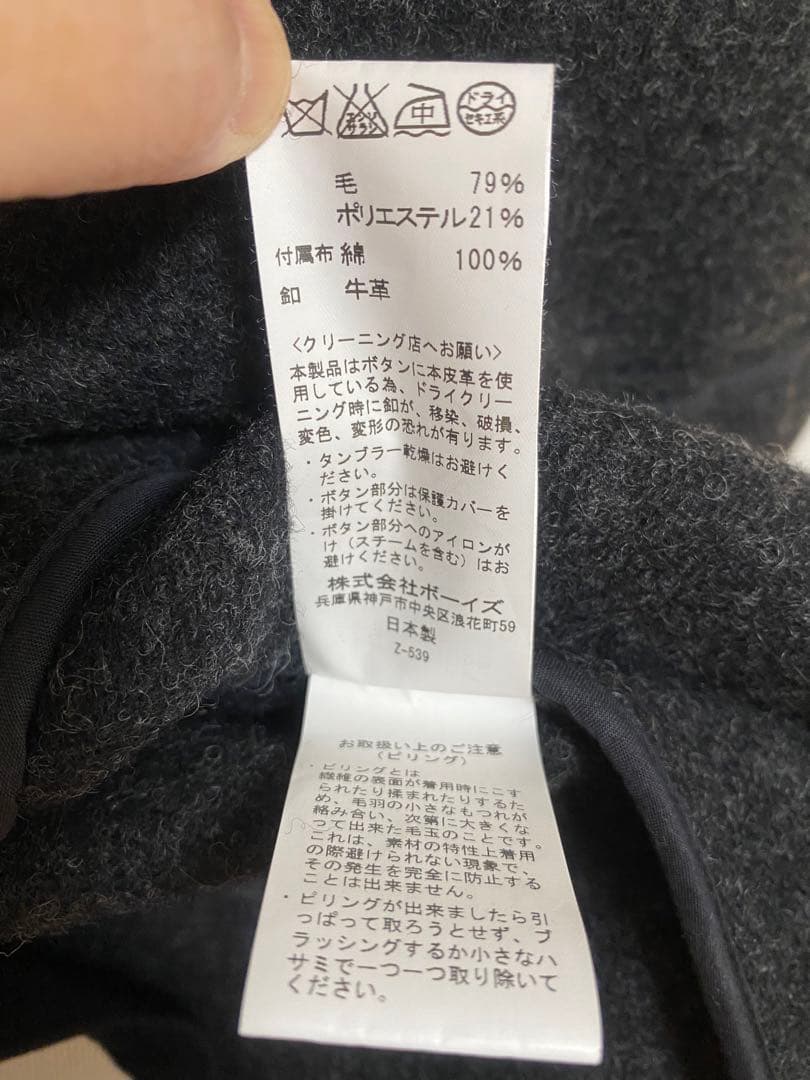 エンソ
サラシ
中
ドライ
セキユ系
毛 79%
ポリエステル21%
付属布 綿 100%
釦 牛革
<クリーニング店へお願い>
本製品はボタンに本皮革を使
用している為、ドライクリー
ニング時に釦が、移染、破損、
変色、変形の恐れが有ります。
・タンブラー乾燥はお避けく
ださい。
・ボタン部分は保護カバーを
掛けてください。
・ボタン部分へのアイロンが
け(スチームを含む)はお
避けください。
株式会社ボーイズ
兵庫県神戸市中央区浪花町59
日本製
Z-539
お取扱い上のご注意
(ピリング)
・ピリングとは
繊維の表面が着用時にこす
られたり揉まれたりするた
め、毛羽の小さなもつれが
絡み合い、次第に大きくな
って出来た毛玉のことです。
これは、素材の特性上着用
の際避けられない現象で、
その発生を完全に防止する
ことは出来ません。
・ピリングが出来ましたら引
っぱって取ろうとせず、ブ
ラッシングするか小さなハ
サミで一つ一つ取り除いて
ください。